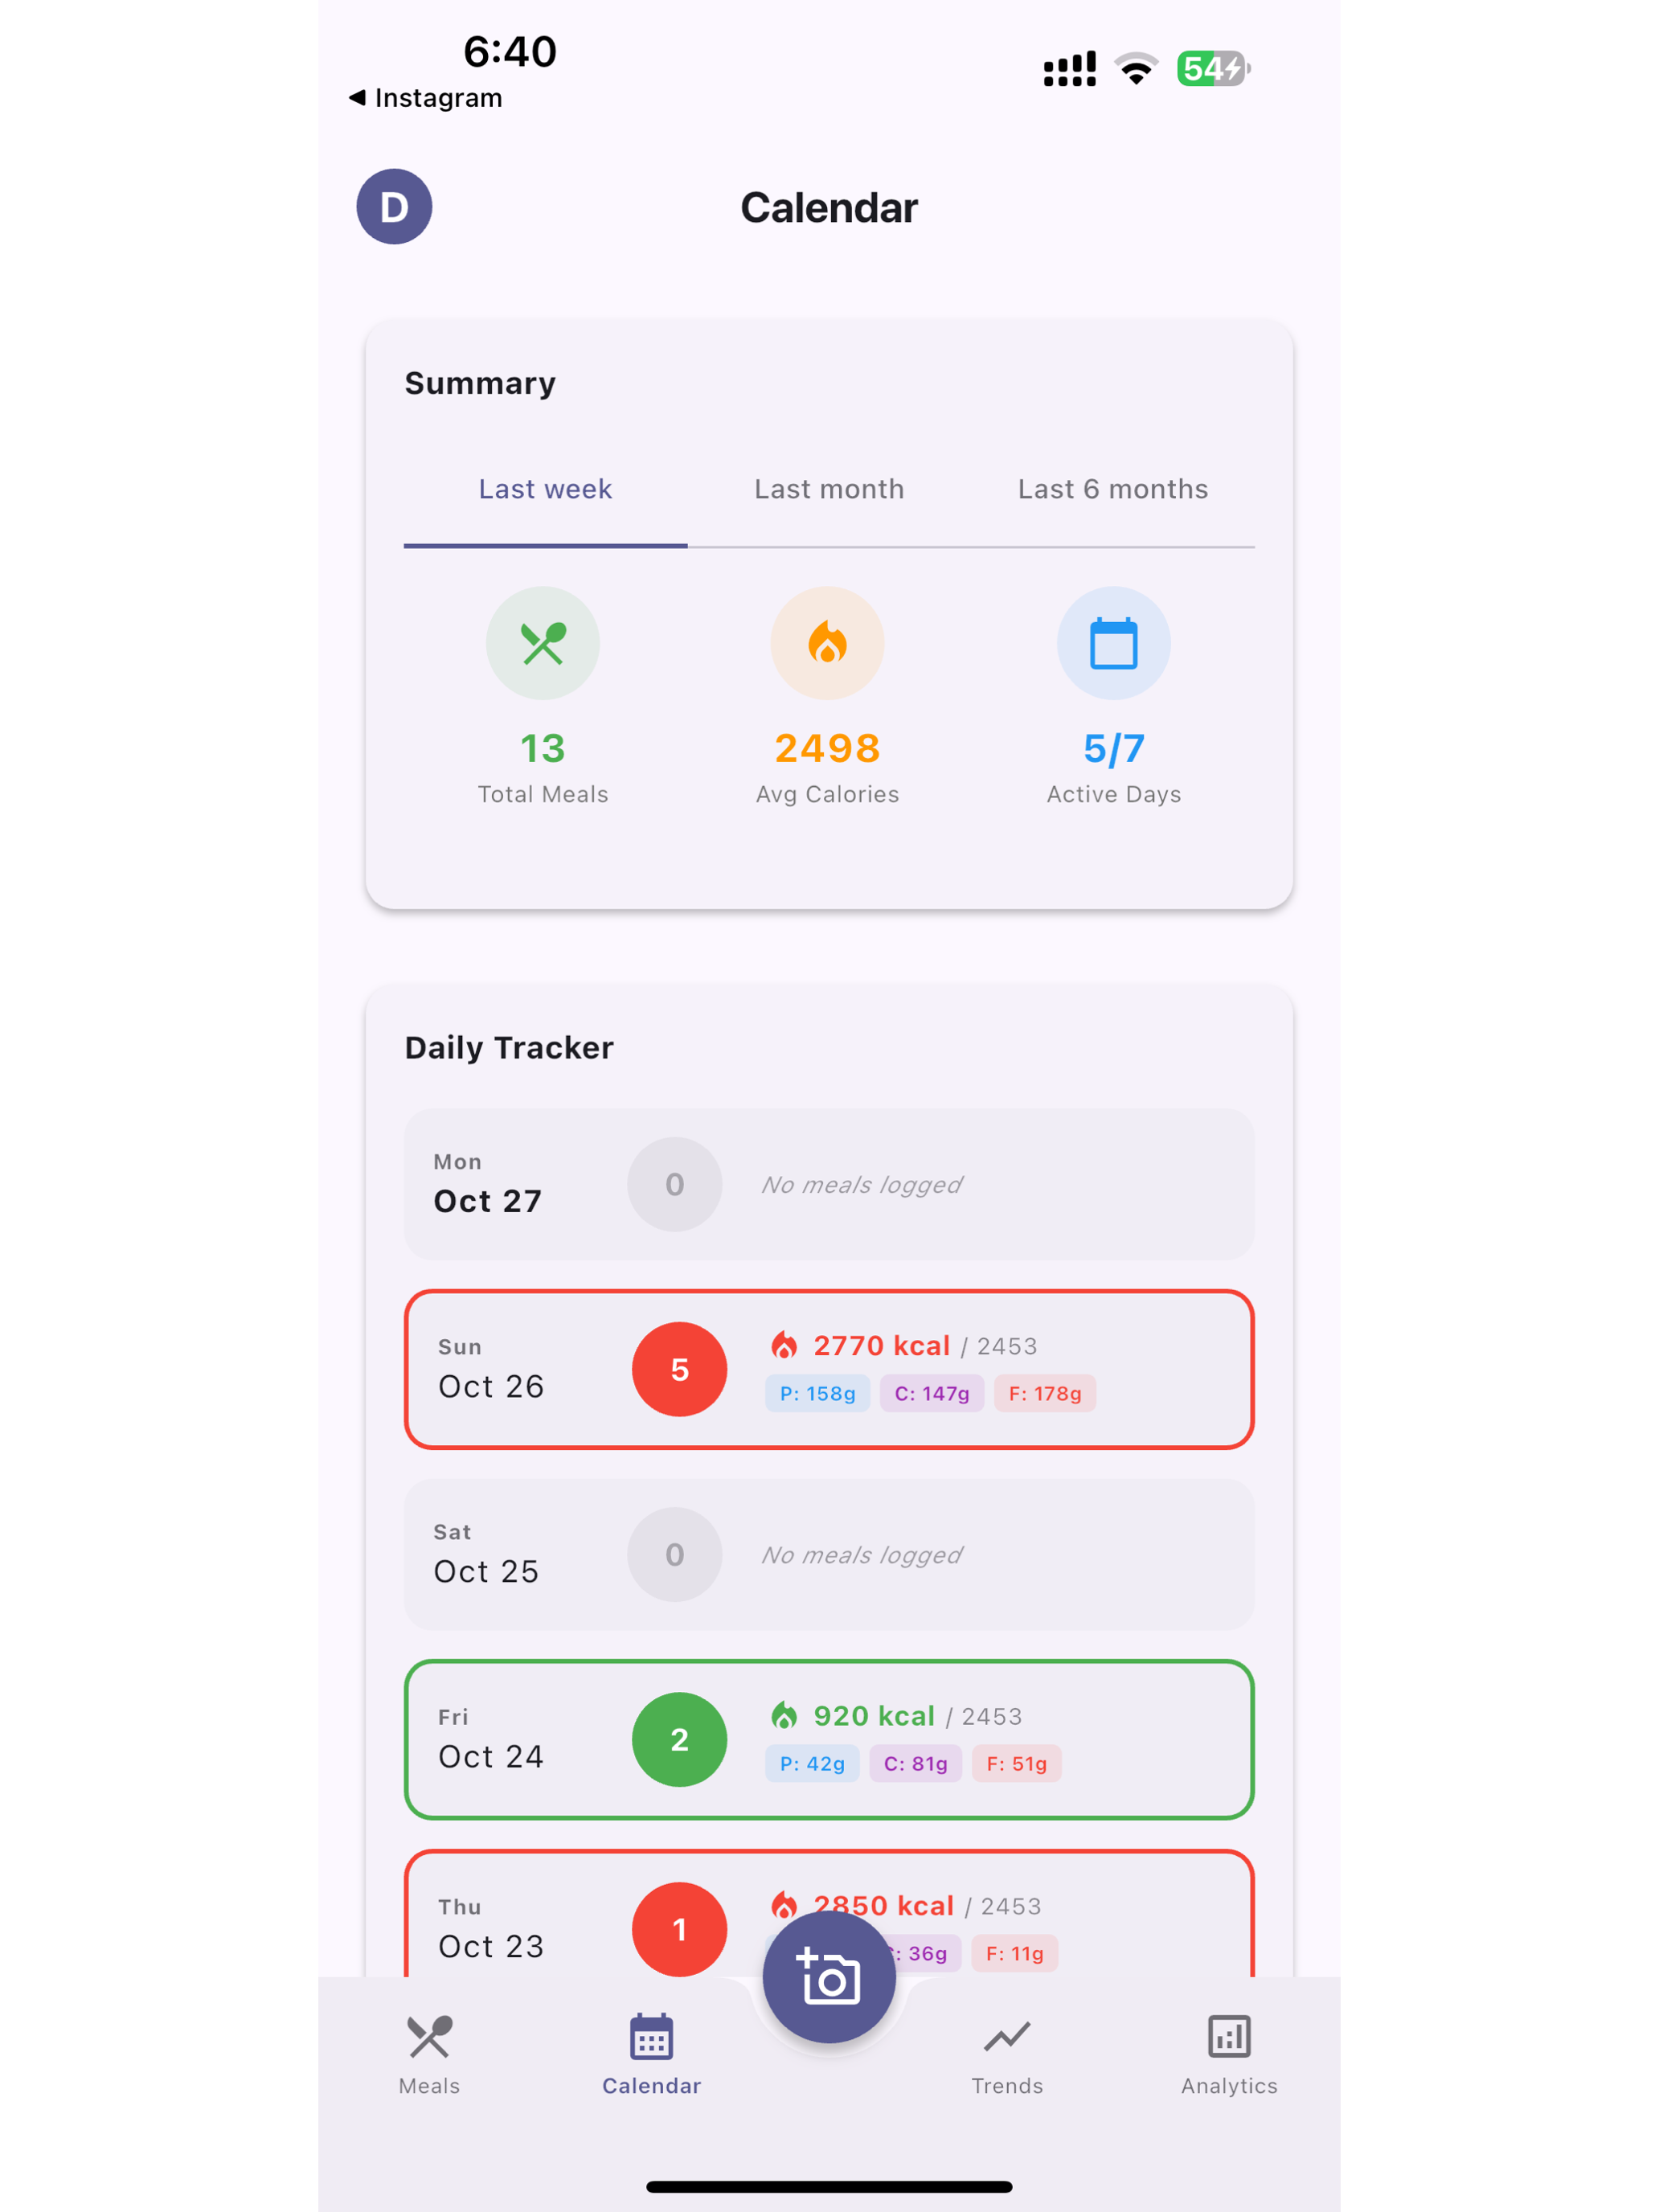 6:40
54
◀ Instagram
D
Calendar
Summary
Last week Last month Last 6 months
13 2498 5/7
Total Meals Avg Calories Active Days
Daily Tracker
Mon
Oct 27
0
No meals logged
Sun
Oct 26
5
2770 kcal / 2453
P: 158g C: 147g F: 178g
Sat
Oct 25
0
No meals logged
Fri
Oct 24
2
920 kcal / 2453
P: 42g C: 81g F: 51g
Thu
Oct 23
1
2850 kcal / 2453
: 36g F: 11g
Meals Calendar Trends Analytics